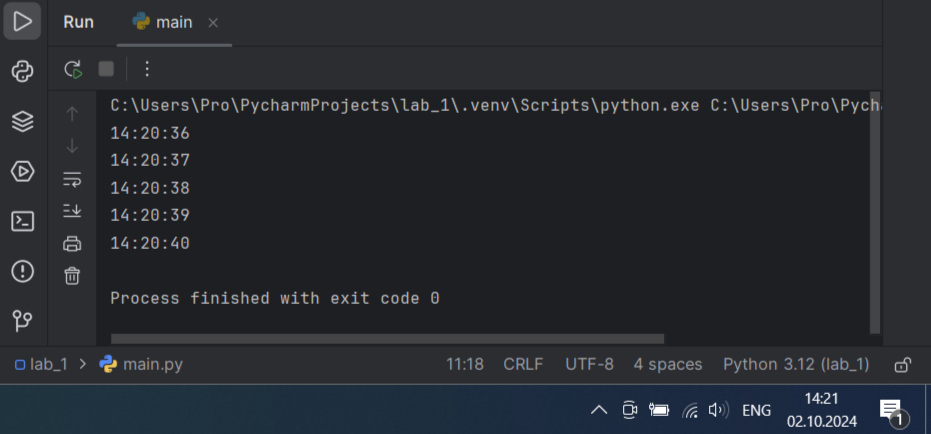 Run main
C:\Users\Pro\PycharmProjects\lab_1\.venv\Scripts\python.exe C:\Users\Pro\Pych
14:20:36
14:20:37
14:20:38
14:20:39
14:20:40
Process finished with exit code 0
lab_1 > main.py 11:18 CRLF UTF-8 4 spaces Python 3.12 (lab_1)
ENG 14:21
02.10.2024 1